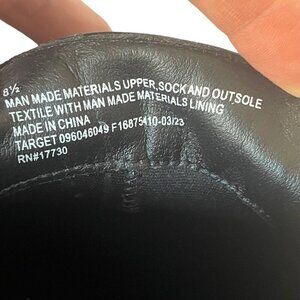 8½
MAN MADE MATERIALS UPPER, SOCK AND OUTSOLE
TEXTILE WITH MAN MADE MATERIALS LINING
MADE IN CHINA
TARGET 096046049 F16875410-03/23
RN#17730